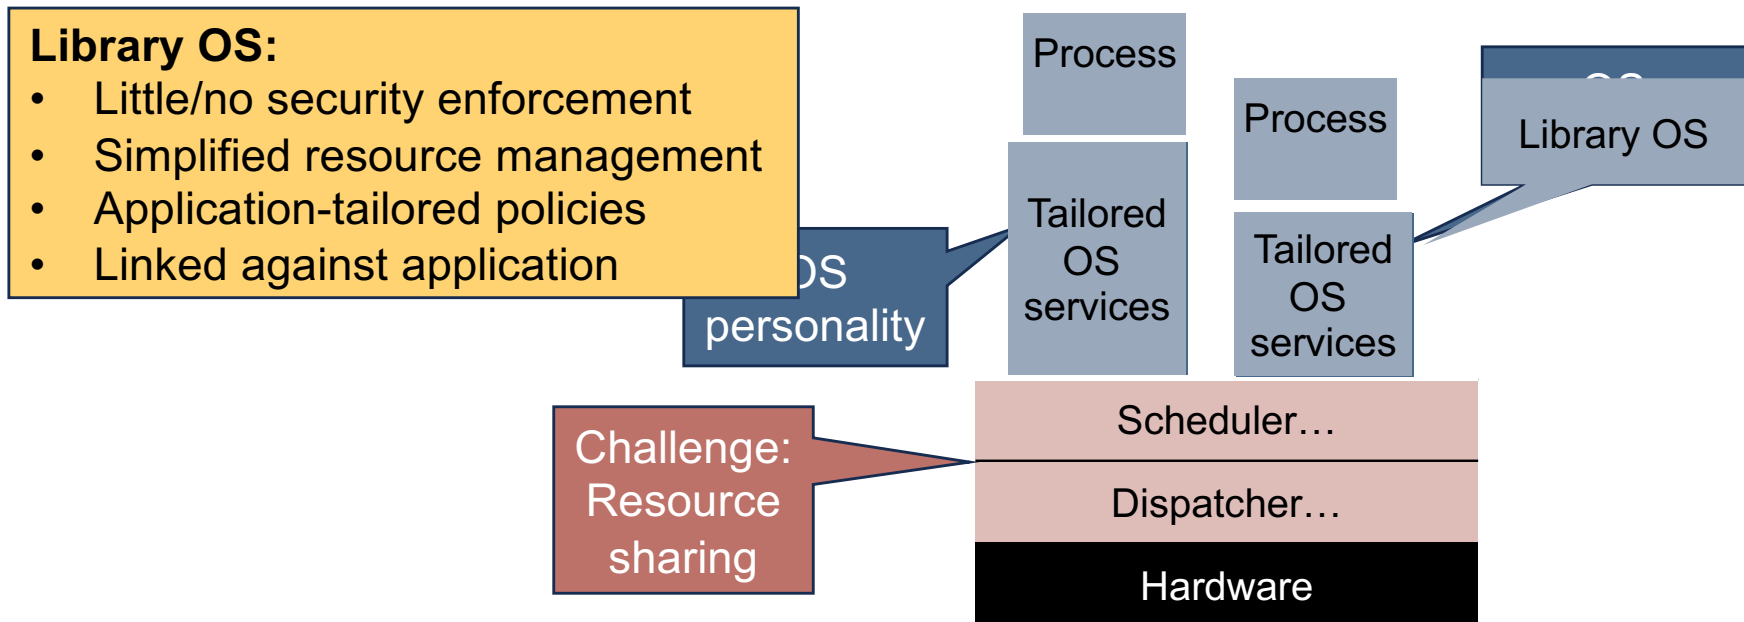 Library OS:
• Little/no security enforcement
• Simplified resource management
• Application-tailored policies
• Linked against application
OS
personality
Challenge:
Resource
sharing
Process
Tailored
OS
services
Process
Tailored
OS
services
OS
Library OS
Scheduler…
Dispatcher…
Hardware